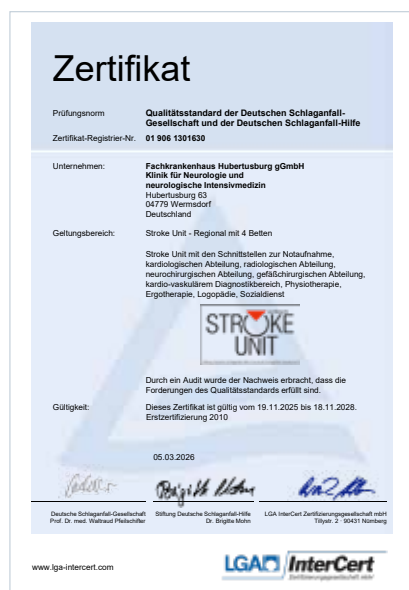 Zertifikat
Prüfungsnorm Qualitätsstandard der Deutschen Schlaganfall-
Gesellschaft und der Deutschen Schlaganfall-Hilfe
Zertifikat-Registrier-Nr. 01 906 1301630
Unternehmen: Fachkrankenhaus Hubertusburg gGmbH
Klinik für Neurologie und
neurologische Intensivmedizin
Hubertusburg 63
04779 Wermsdorf
Deutschland
Geltungsbereich: Stroke Unit - Regional mit 4 Betten
Stroke Unit mit den Schnittstellen zur Notaufnahme,
kardiologischen Abteilung, radiologischen Abteilung,
neurochirurgischen Abteilung, gefäßchirurgischen Abteilung,
kardio-vaskulärem Diagnostikbereich, Physiotherapie,
Ergotherapie, Logopädie, Sozialdienst
STROKE
UNIT
Durch ein Audit wurde der Nachweis erbracht, dass die
Forderungen des Qualitätsstandards erfüllt sind.
Gültigkeit: Dieses Zertifikat ist gültig vom 19.11.2025 bis 18.11.2028.
Erstzertifizierung 2010
05.03.2026
Brigitte Mohn
Deutsche Schlaganfall-Gesellschaft Stiftung Deutsche Schlaganfall-Hilfe LGA InterCert Zertifizierungsgesellschaft mbH
Prof. Dr. med. Waltraud Pfeilschifter Dr. Brigitte Mohn Tillystr. 2 · 90431 Nürnberg
www.lga-intercert.com LGA InterCert
Zertifizierungsgesellschaft mbH